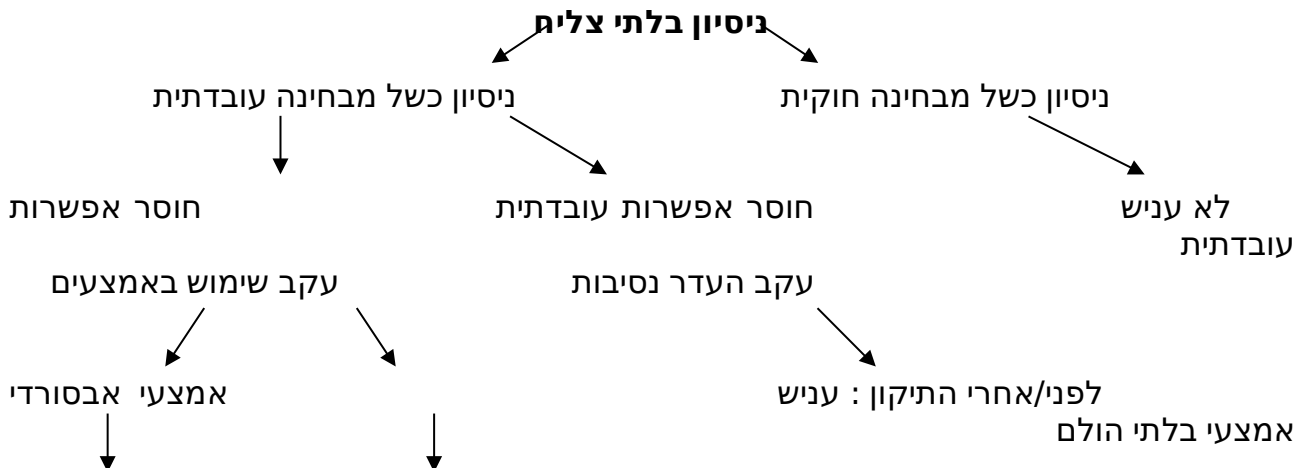 ניסיון בלתי צליח
ניסיון כשל מבחינה חוקית ניסיון כשל מבחינה עובדתית
לא עניש חוסר אפשרות עובדתית חוסר אפשרות
עובדתית
עקב העדר נסיבות עקב שימוש באמצעים
לפני/אחרי התיקון : עניש אמצעי אבסורדי
אמצעי בלתי הולם